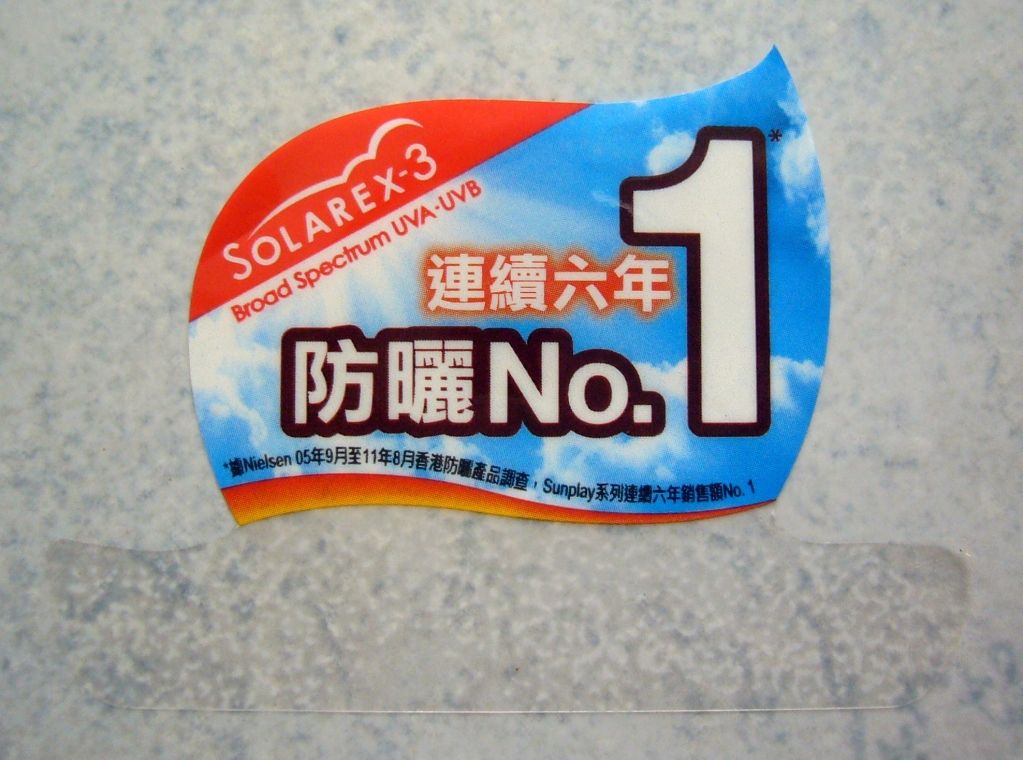 SOLAREX-3
Broad Spectrum UVA-UVB
連續六年
防曬No.1*
*據Nielsen 05年9月至11年8月香港防曬產品調查，Sunplay系列連續六年銷售額No. 1